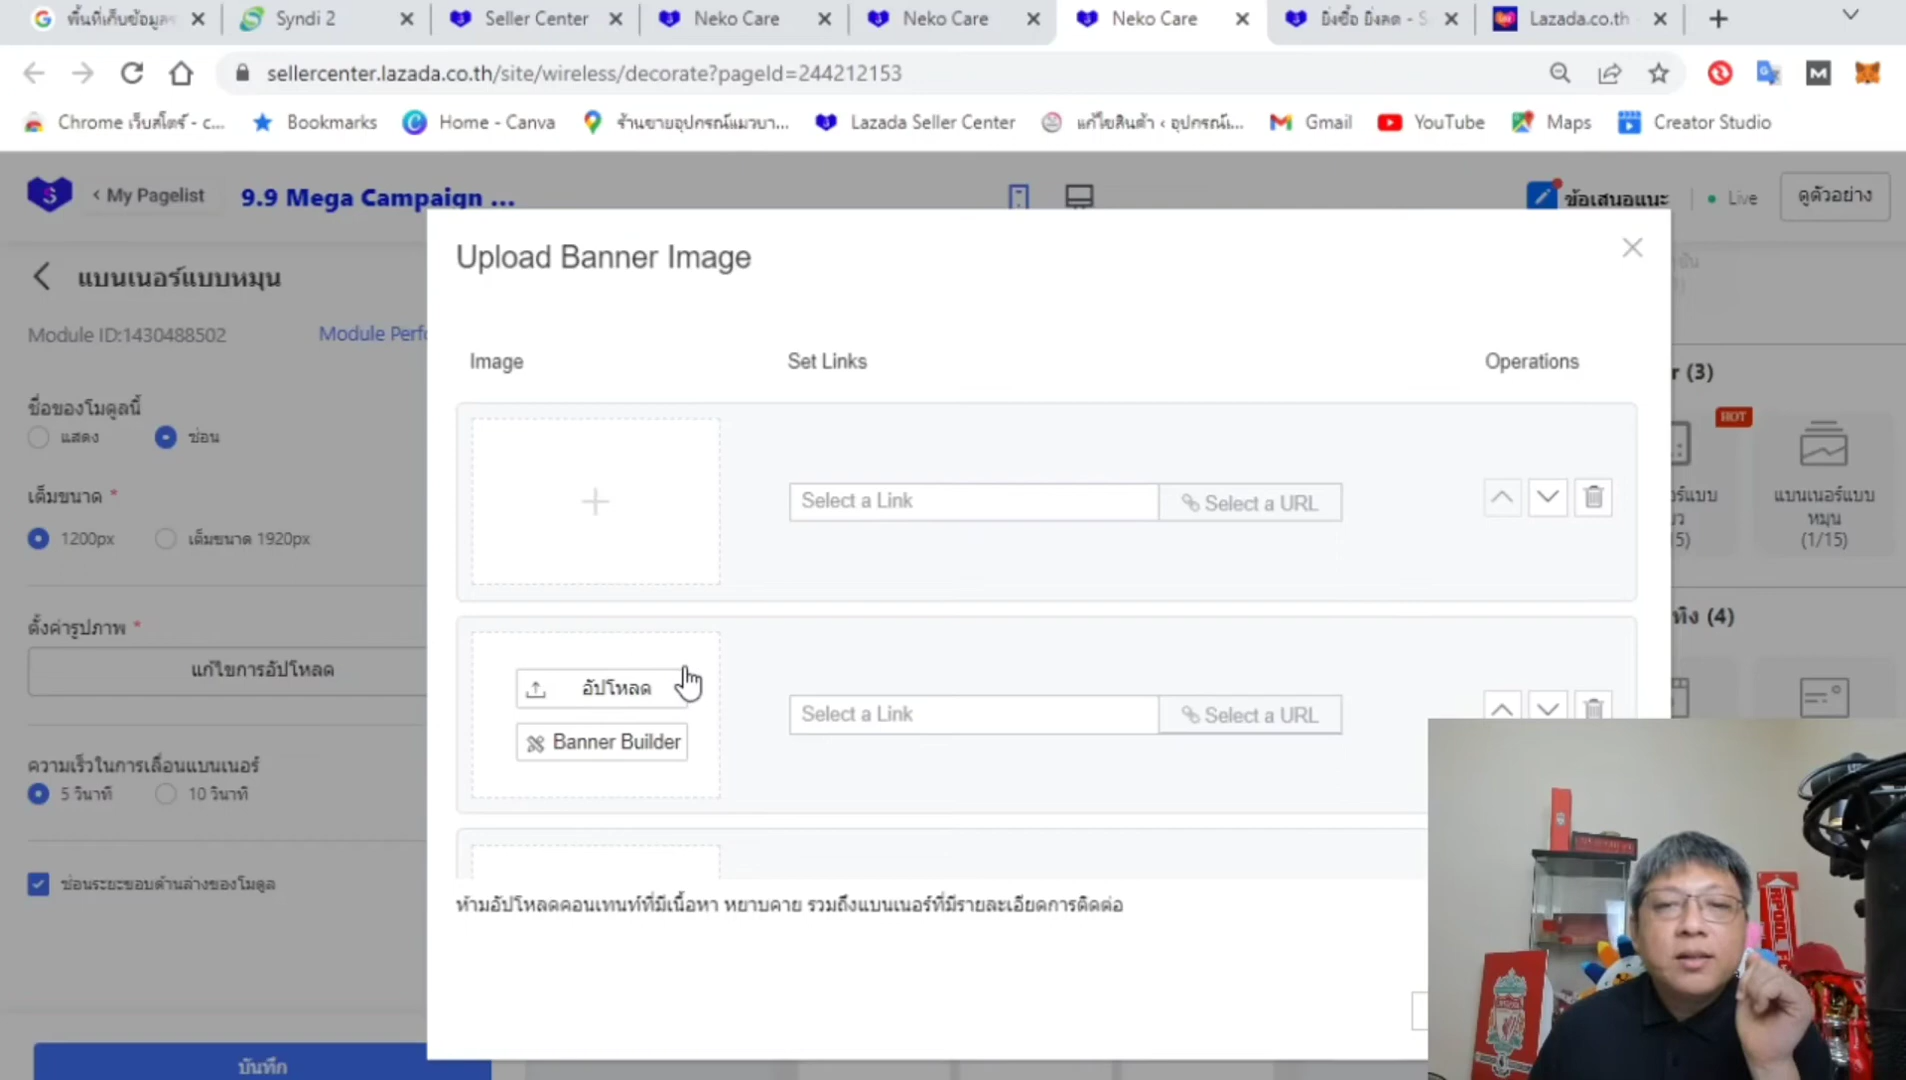 พื้นที่เก็บข้อมูล
Syndi 2
Seller Center
Neko Care
Neko Care
Neko Care
ยิ่งซื้อ ยิ่งลด - S
Lazada.co.th
sellercenter.lazada.co.th/site/wireless/decorate?pageId=244212153
Chrome เว็บสโตร์ - c...
Bookmarks
Home - Canva
ร้านขายอุปกรณ์แมวบา...
Lazada Seller Center
แก้ไขสินค้า ‹ อุปกรณ์แ...
Gmail
YouTube
Maps
Creator Studio
‹ My Pagelist
9.9 Mega Campaign ...
ข้อเสนอแนะ
Live
ดูตัวอย่าง
แบนเนอร์แบบหมุน
Module ID:1430488502
Module Perf
ชื่อของโมดูลนี้
แสดง
ซ่อน
เต็มขนาด *
1200px
เต็มขนาด 1920px
ตั้งค่ารูปภาพ *
แก้ไขการอัปโหลด
ความเร็วในการเลื่อนแบนเนอร์
5 วินาที
10 วินาที
ซ่อนระยะขอบด้านล่างของโมดูล
บันทึก
Upload Banner Image
Image
Set Links
Operations
Select a Link
Select a URL
อัปโหลด
Banner Builder
Select a Link
Select a URL
ห้ามอัปโหลดคอนเทนท์ที่มีเนื้อหา หยาบคาย รวมถึงแบนเนอร์ที่มีรายละเอียดการติดต่อ
r (3)
HOT
แบนเนอร์แบบ
หมุน
(1/15)
(4)